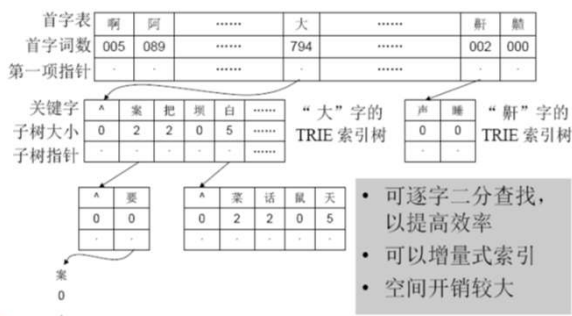 首字表 啊 阿 …… 大 …… 鼾 齄
首字词数 005 089 …… 794 …… 002 000
第一项指针 · · …… · …… · ·
关键字 ^ 案 把 坝 白 ……
子树大小 0 2 2 0 5 ……
子树指针 · · · · · ……
“大”字的
TRIE 索引树
声 睡
0 0
· ·
“鼾”字的
TRIE 索引树
^ 要
0 0
· ·
^ 菜 话 鼠 天
0 2 2 0 5
· · · · ·
案
0
·
• 可逐字二分查找，
以提高效率
• 可以增量式索引
• 空间开销较大